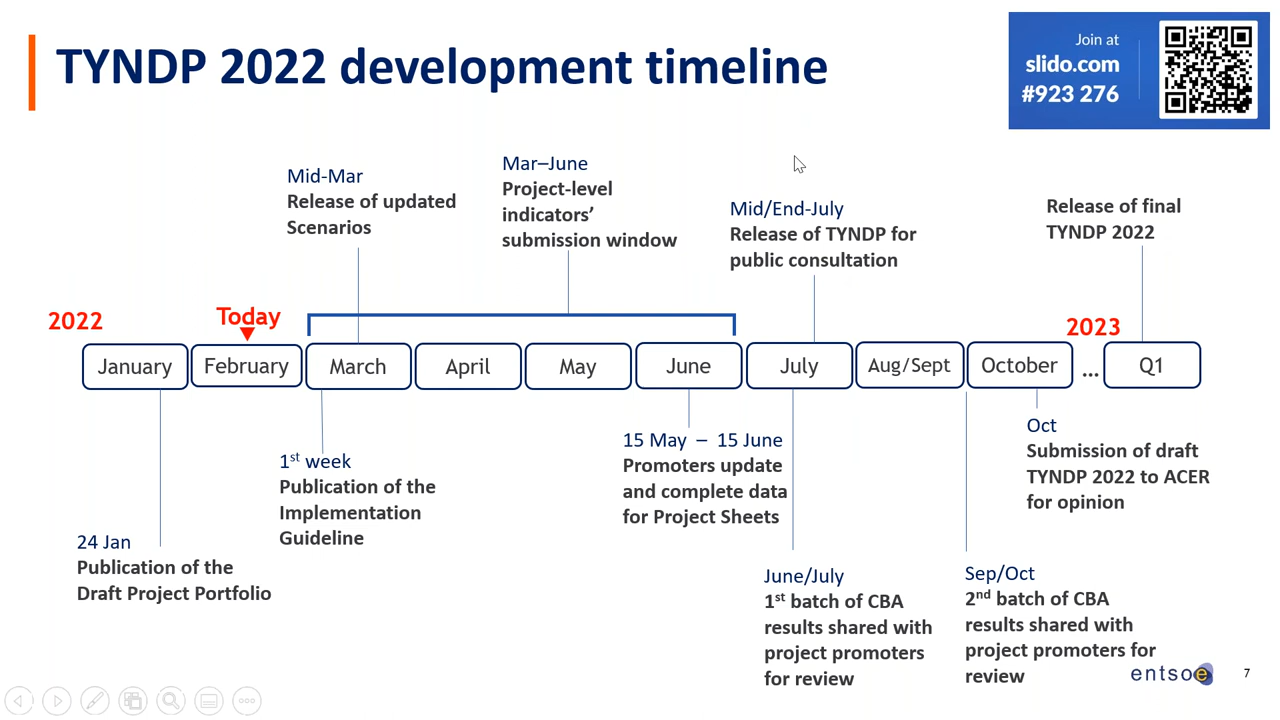 TYNDP 2022 development timeline
Join at
slido.com
#923 276
Mid-Mar
Release of updated
Scenarios
Mar–June
Project-level
indicators’
submission window
Mid/End-July
Release of TYNDP for
public consultation
Release of final
TYNDP 2022
2022
Today
2023
January
February
March
April
May
June
July
Aug/Sept
October
...
Q1
24 Jan
Publication of the
Draft Project Portfolio
1st week
Publication of the
Implementation
Guideline
15 May – 15 June
Promoters update
and complete data
for Project Sheets
June/July
1st batch of CBA
results shared with
project promoters
for review
Sep/Oct
2nd batch of CBA
results shared with
project promoters for
review
Oct
Submission of draft
TYNDP 2022 to ACER
for opinion
entsoe
7